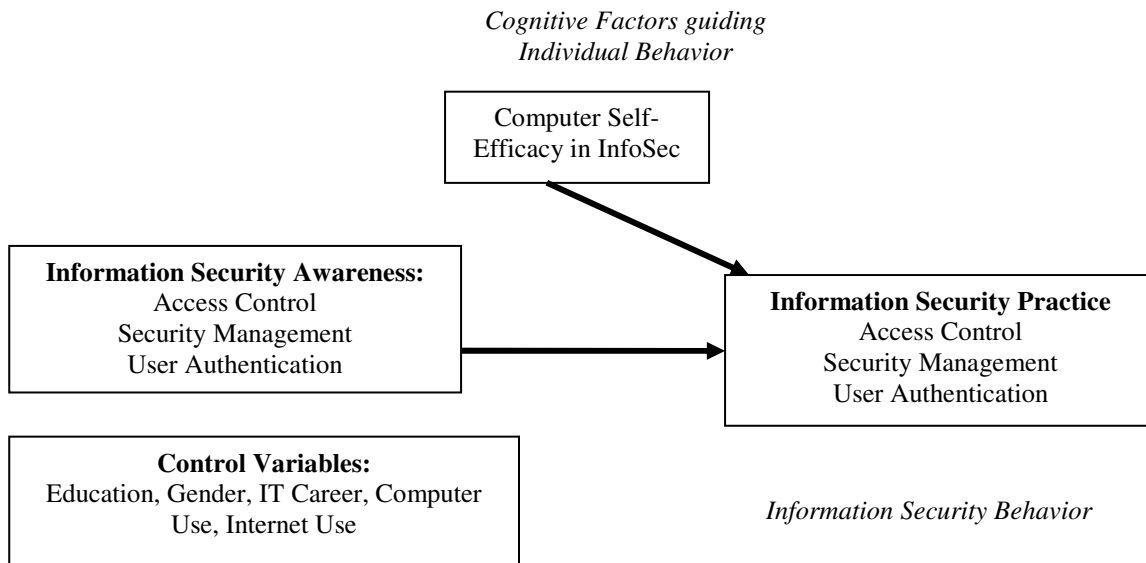 Cognitive Factors guiding
Individual Behavior
Computer Self-
Efficacy in InfoSec
Information Security Awareness:
Access Control
Security Management
User Authentication
Information Security Practice
Access Control
Security Management
User Authentication
Control Variables:
Education, Gender, IT Career, Computer
Use, Internet Use
Information Security Behavior